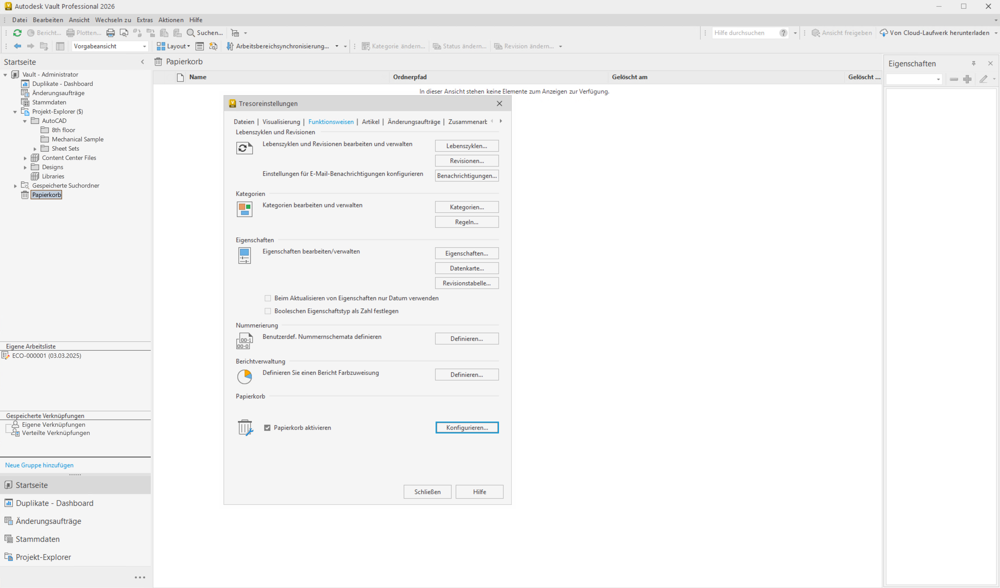 Autodesk Vault Professional 2026
Datei Bearbeiten Ansicht Wechseln zu Extras Aktionen Hilfe
Bericht... Plotten... Suchen... Hilfe durchsuchen Ansicht freigeben Von Cloud-Laufwerk herunterladen
Vorgabeansicht Layout Arbeitsbereichsynchronisierung... Kategorie ändern... Status ändern... Revision ändern...
Startseite
Vault - Administrator
Duplikate - Dashboard
Änderungsaufträge
Stammdaten
Projekt-Explorer ($)
AutoCAD
8th floor
Mechanical Sample
Sheet Sets
Content Center Files
Designs
Libraries
Gespeicherte Suchordner
Papierkorb
Eigene Arbeitsliste
ECO-000001 (03.03.2025)
Gespeicherte Verknüpfungen
Eigene Verknüpfungen
Verteilte Verknüpfungen
Neue Gruppe hinzufügen
Startseite
Duplikate - Dashboard
Änderungsaufträge
Stammdaten
Projekt-Explorer
Papierkorb
Name Ordnerpfad Gelöscht am Gelöscht ...
In dieser Ansicht stehen keine Elemente zum Anzeigen zur Verfügung.
Tresoreinstellungen
Dateien | Visualisierung | Funktionsweisen | Artikel | Änderungsaufträge | Zusammenarb
Lebenszyklen und Revisionen
Lebenszyklen und Revisionen bearbeiten und verwalten
Lebenszyklen...
Revisionen...
Einstellungen für E-Mail-Benachrichtigungen konfigurieren
Benachrichtigungen...
Kategorien
Kategorien bearbeiten und verwalten
Kategorien...
Regeln...
Eigenschaften
Eigenschaften bearbeiten/verwalten
Eigenschaften...
Datenkarte...
Revisionstabelle...
Beim Aktualisieren von Eigenschaften nur Datum verwenden
Booleschen Eigenschaftstyp als Zahl festlegen
Nummerierung
00-1
00-0
Benutzerdef. Nummernschemata definieren
Definieren...
Berichtverwaltung
Definieren Sie einen Bericht Farbzuweisung
Definieren...
Papierkorb
Papierkorb aktivieren
Konfigurieren...
Schließen
Hilfe
Eigenschaften